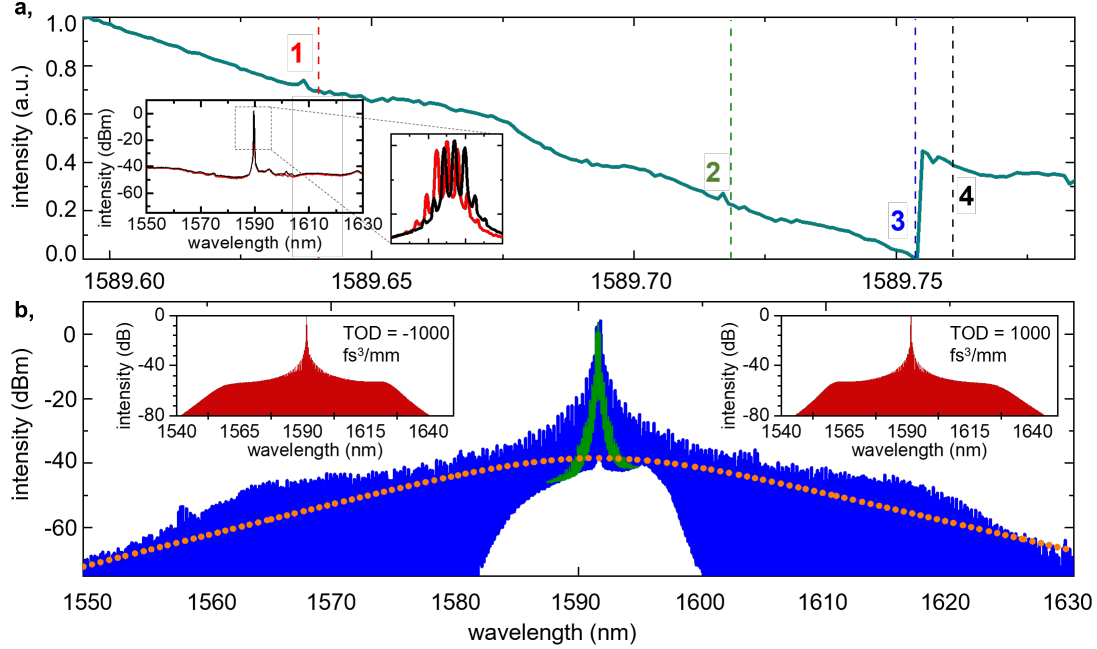 a,
intensity (a.u.)
1.0
0.8
0.6
0.4
0.2
0.0
1
2
3
4
intensity (dBm)
0
-20
-40
-60
1550 1570 1590 1610 1630
wavelength (nm)
1589.60 1589.65 1589.70 1589.75
b,
intensity (dBm)
0
-20
-40
-60
intensity (dB)
0
-40
-80
TOD = -1000
fs³/mm
1540 1565 1590 1615 1640
wavelength (nm)
intensity (dB)
0
-40
-80
TOD = 1000
fs³/mm
1540 1565 1590 1615 1640
wavelength (nm)
1550 1560 1570 1580 1590 1600 1610 1620 1630
wavelength (nm)